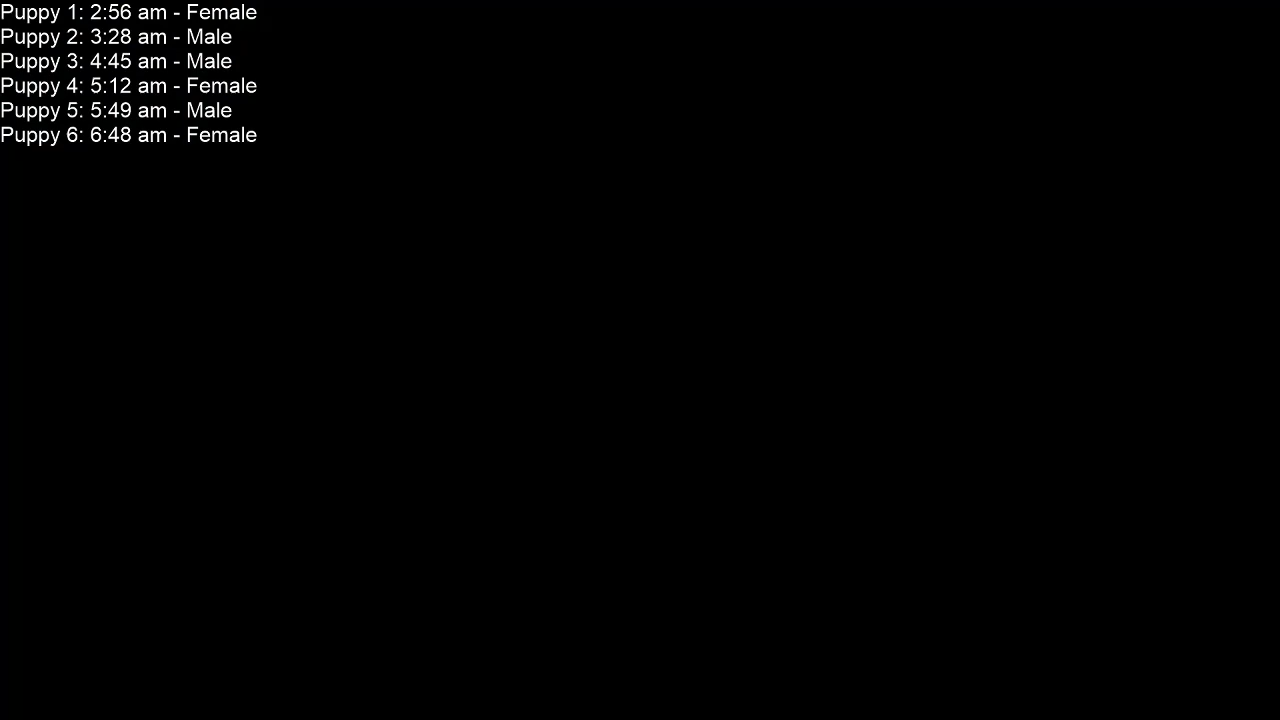 Puppy 1: 2:56 am - Female
Puppy 2: 3:28 am - Male
Puppy 3: 4:45 am - Male
Puppy 4: 5:12 am - Female
Puppy 5: 5:49 am - Male
Puppy 6: 6:48 am - Female